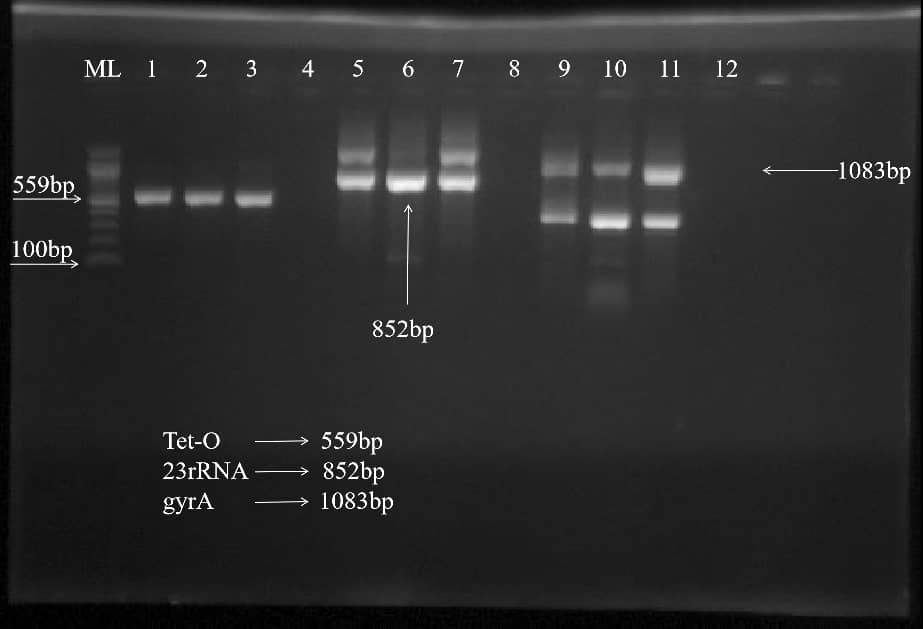 ML 1 2 3 4 5 6 7 8 9 10 11 12
1083bp
559bp
100bp
852bp
Tet-O 559bp
23rRNA 852bp
gyrA 1083bp